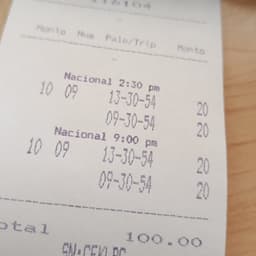 Monto Num Pale/Trip Monto
Nacional 2:30 pm
10 09 13-30-54 20
09-30-54 20
Nacional 9:00 pm
10 09 13-30-54 20
09-30-54 20
otal 100.00